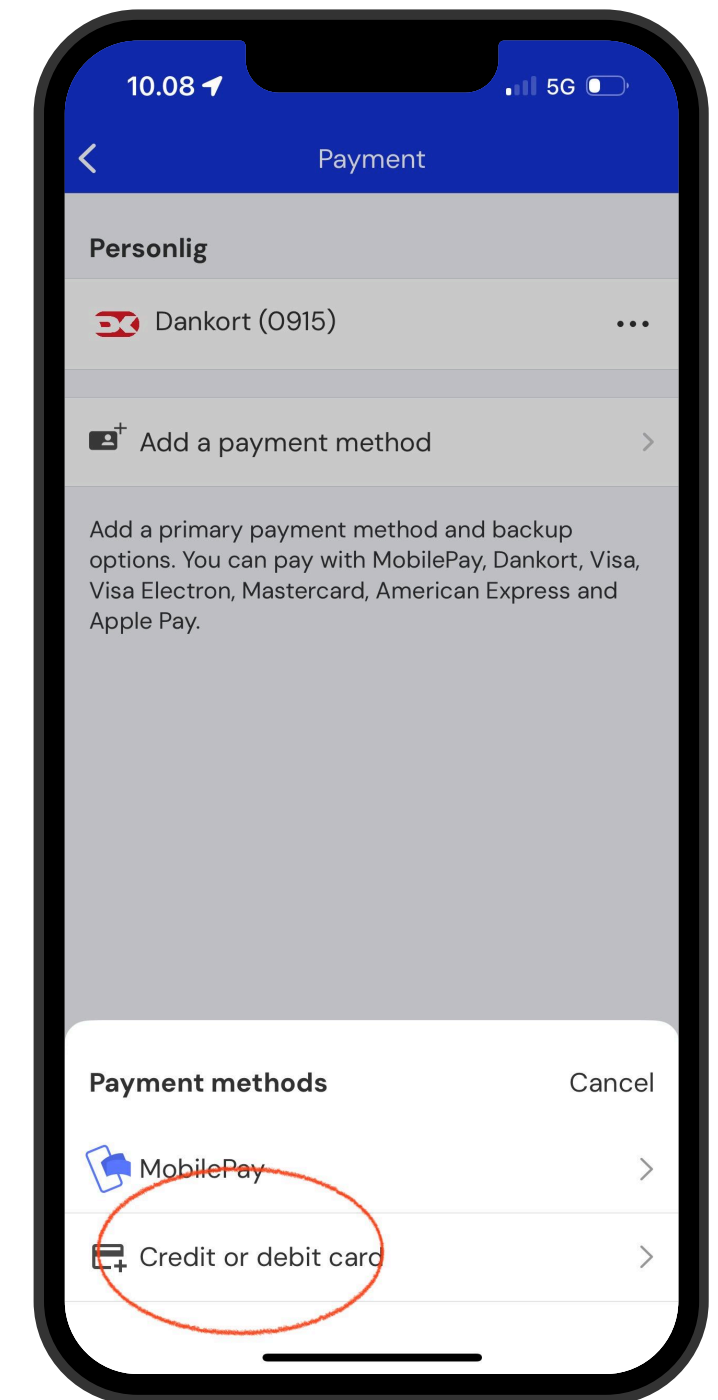 10.08
5G
Payment
Personlig
Dankort (0915)
Add a payment method
Add a primary payment method and backup
options. You can pay with MobilePay, Dankort, Visa,
Visa Electron, Mastercard, American Express and
Apple Pay.
Payment methods
Cancel
MobilePay
Credit or debit card